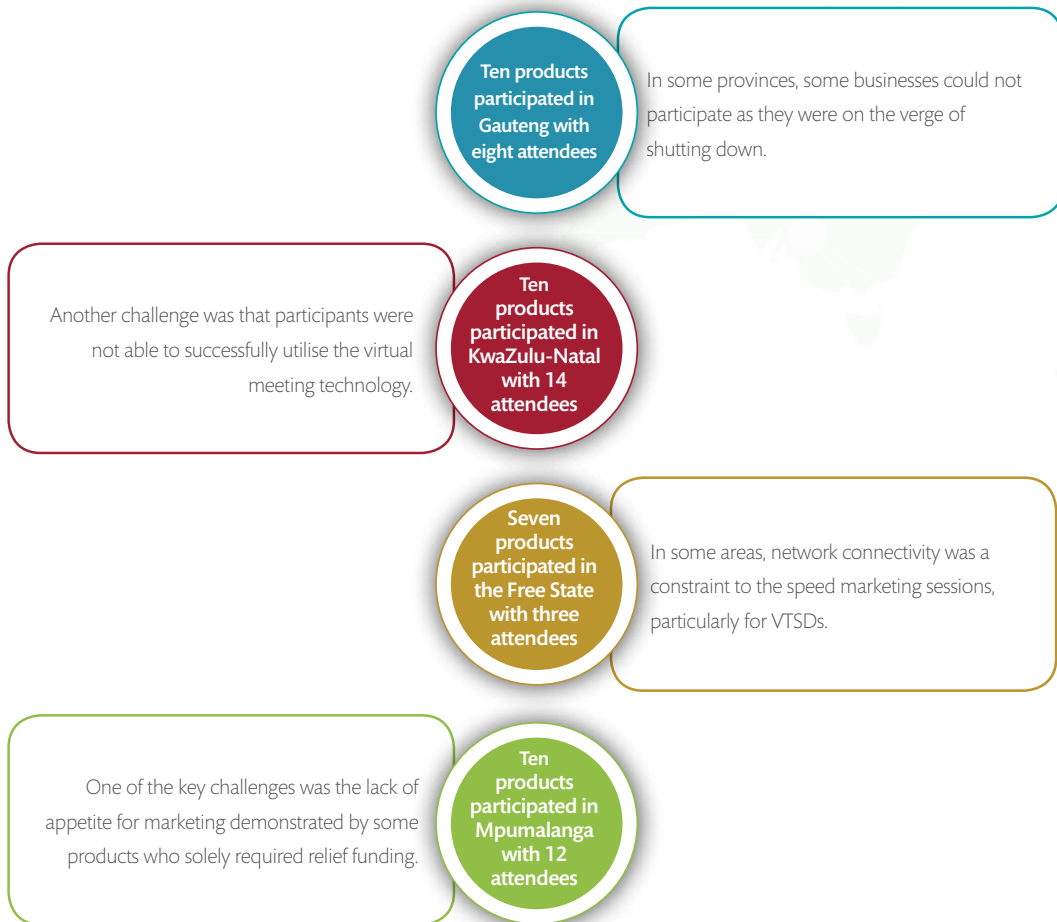 Ten products
participated in
Gauteng with
eight attendees
In some provinces, some businesses could not
participate as they were on the verge of
shutting down.
Another challenge was that participants were
not able to successfully utilise the virtual
meeting technology.
Ten
products
participated in
KwaZulu-Natal
with 14
attendees
Seven
products
participated in
the Free State
with three
attendees
In some areas, network connectivity was a
constraint to the speed marketing sessions,
particularly for VTSDs.
One of the key challenges was the lack of
appetite for marketing demonstrated by some
products who solely required relief funding.
Ten
products
participated in
Mpumalanga
with 12
attendees